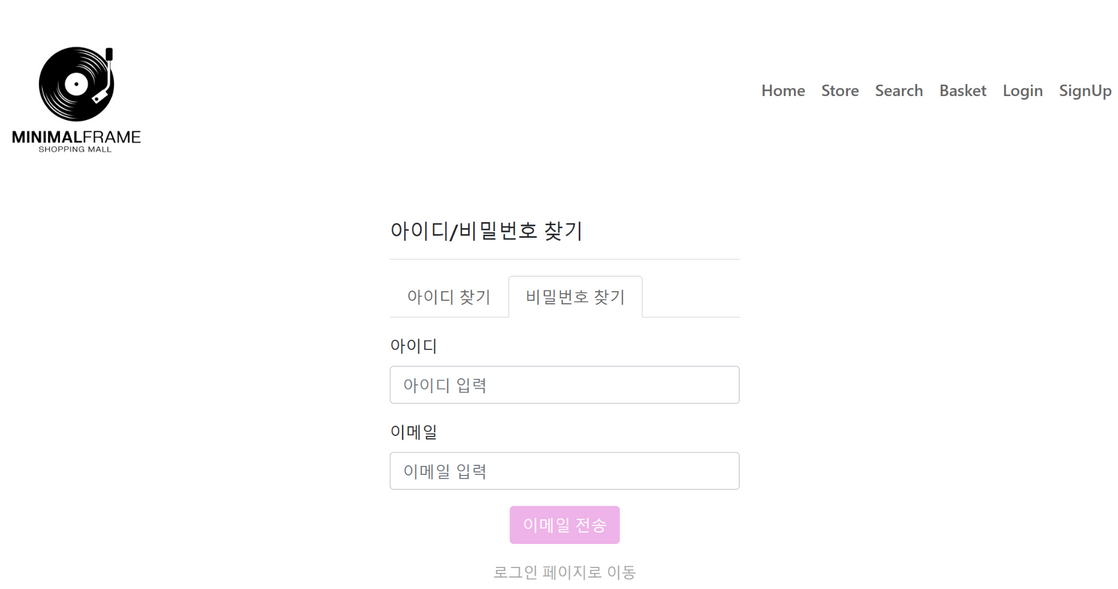 MINIMALFRAME
SHOPPING MALL
Home Store Search Basket Login SignUp
아이디/비밀번호 찾기
아이디 찾기 비밀번호 찾기
아이디
아이디 입력
이메일
이메일 입력
이메일 전송
로그인 페이지로 이동